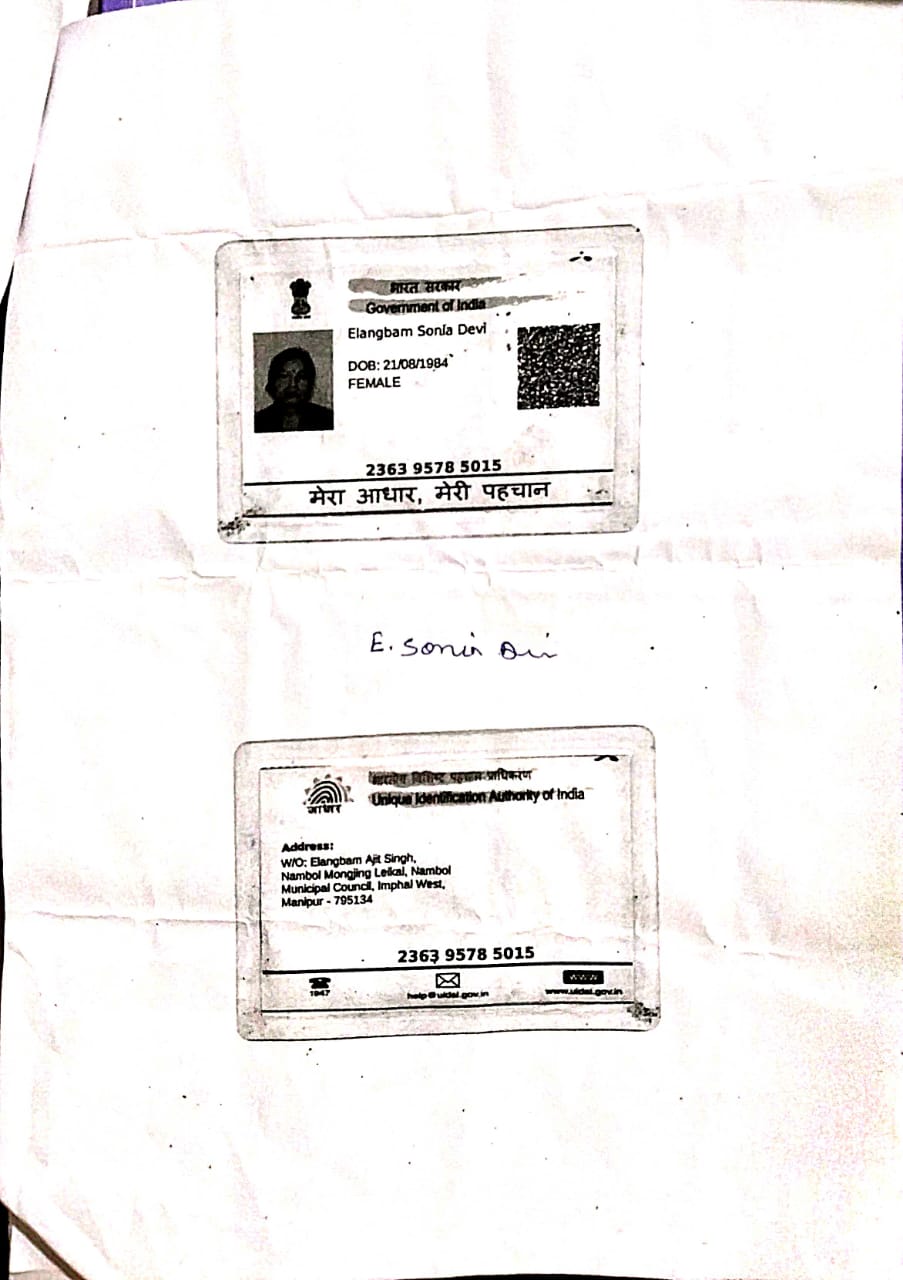 भारत सरकार
Government of India
Elangbam Sonia Devi
DOB: 21/08/1984
FEMALE
2363 9578 5015
मेरा आधार, मेरी पहचान
E. Sonia Devi
भारतीय विशिष्ट पहचान प्राधिकरण
Unique Identification Authority of India
आधार
Address:
W/O: Elangbam Ajit Singh,
Nambol Mongjing Leikai, Nambol
Municipal Council, Imphal West,
Manipur - 795134
2363 9578 5015
1947
help@uidai.gov.in
www
www.uidai.gov.in